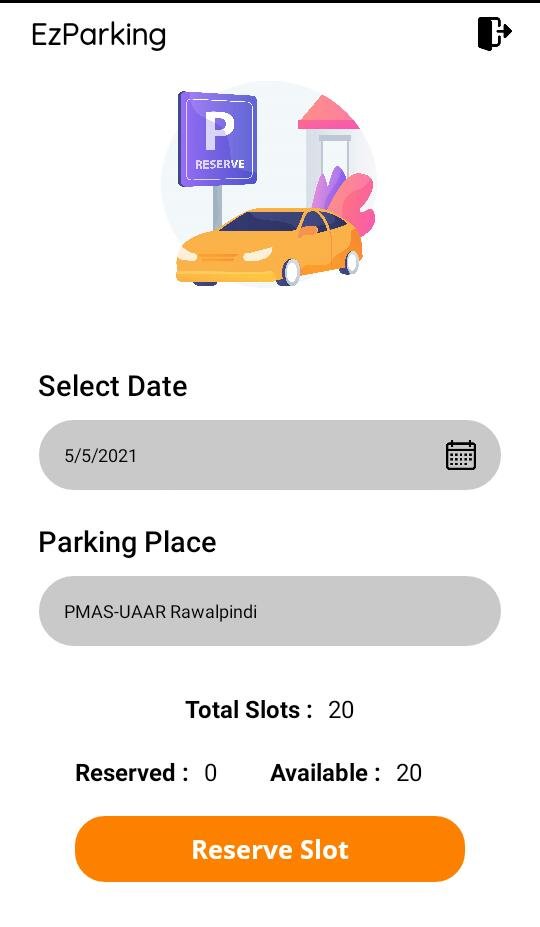 EzParking
P
RESERVE
Select Date
5/5/2021
Parking Place
PMAS-UAAR Rawalpindi
Total Slots : 20
Reserved : 0 Available : 20
Reserve Slot